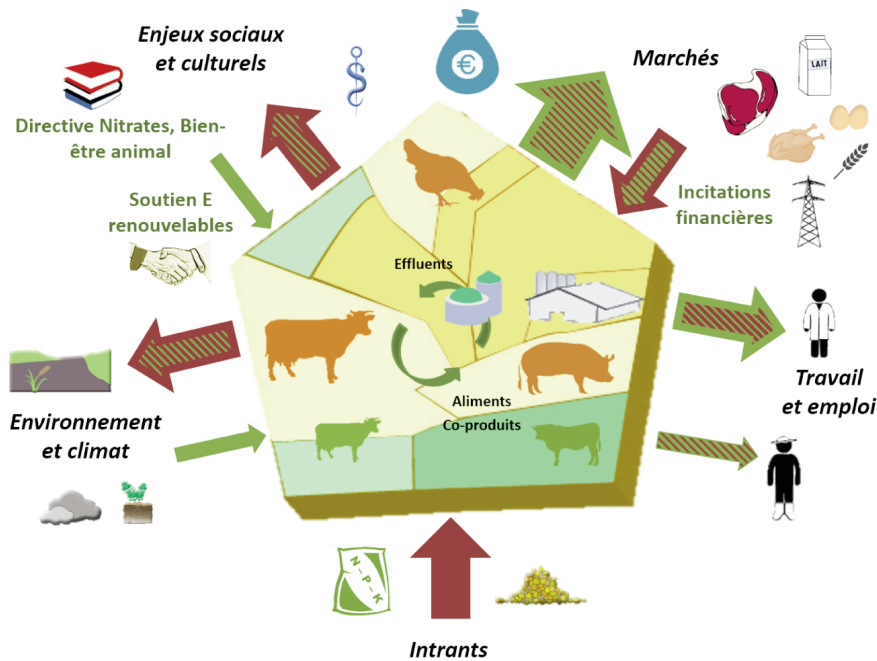 Enjeux sociaux
et culturels
Marchés
LAIT
Directive Nitrates, Bien-
être animal
Soutien E
renouvelables
Incitations
financières
€
Effluents
Aliments
Co-produits
Travail
et emploi
Environnement
et climat
N-P-K
Intrants